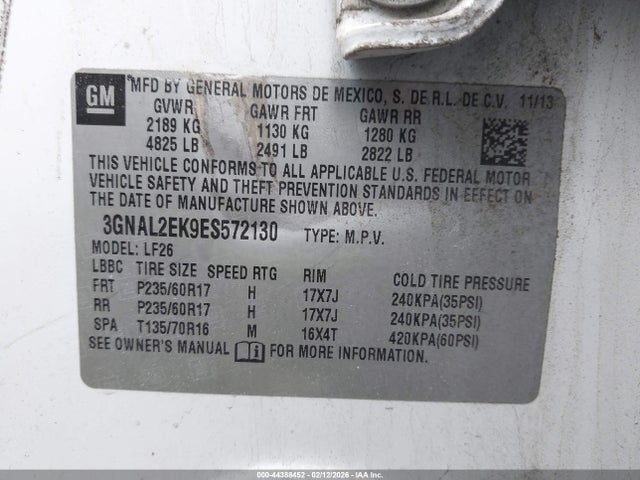 GM MFD BY GENERAL MOTORS DE MEXICO, S. DE R.L. DE C.V. 11/13
GVWR GAWR FRT GAWR RR
2189 KG 1130 KG 1280 KG
4825 LB 2491 LB 2822 LB
THIS VEHICLE CONFORMS TO ALL APPLICABLE U.S. FEDERAL MOTOR
VEHICLE SAFETY AND THEFT PREVENTION STANDARDS IN EFFECT ON
THE DATE OF MANUFACTURE SHOWN ABOVE.
3GNAL2EK9ES572130 TYPE: M.P.V.
MODEL: LF26
LBBC TIRE SIZE SPEED RTG RIM COLD TIRE PRESSURE
FRT P235/60R17 H 17X7J 240KPA(35PSI)
RR P235/60R17 H 17X7J 240KPA(35PSI)
SPA T135/70R16 M 16X4T 420KPA(60PSI)
SEE OWNER'S MANUAL FOR MORE INFORMATION.
000-44388452 - 02/12/2026 - IAAI.CA